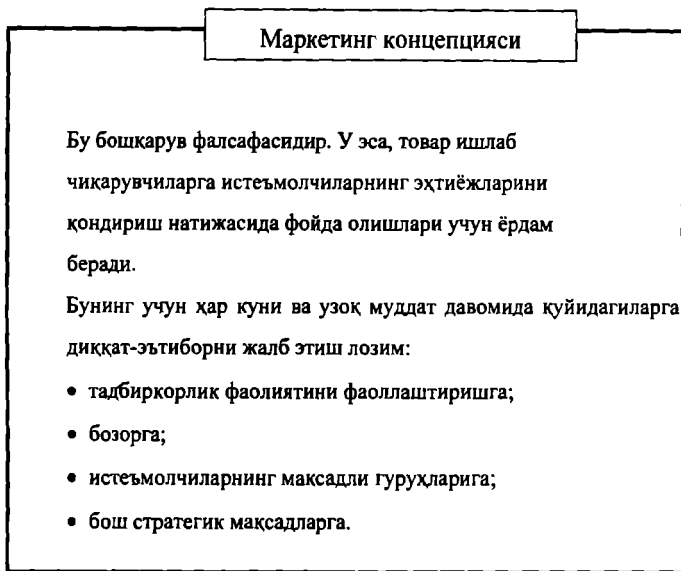 Маркетинг концепцияси
Бу бошқарув фалсафасидир. У эса, товар ишлаб
чиқарувчиларга истеъмолчиларнинг эҳтиёжларини
қондириш натижасида фойда олишлари учун ёрдам
беради.
Бунинг учун ҳар куни ва узоқ муддат давомида қуйидагиларга
диққат-эътиборни жалб этиш лозим:
• тадбиркорлик фаолиятини фаоллаштиришга;
• бозорга;
• истеъмолчиларнинг мақсадли гуруҳларига;
• бош стратегик мақсадларга.